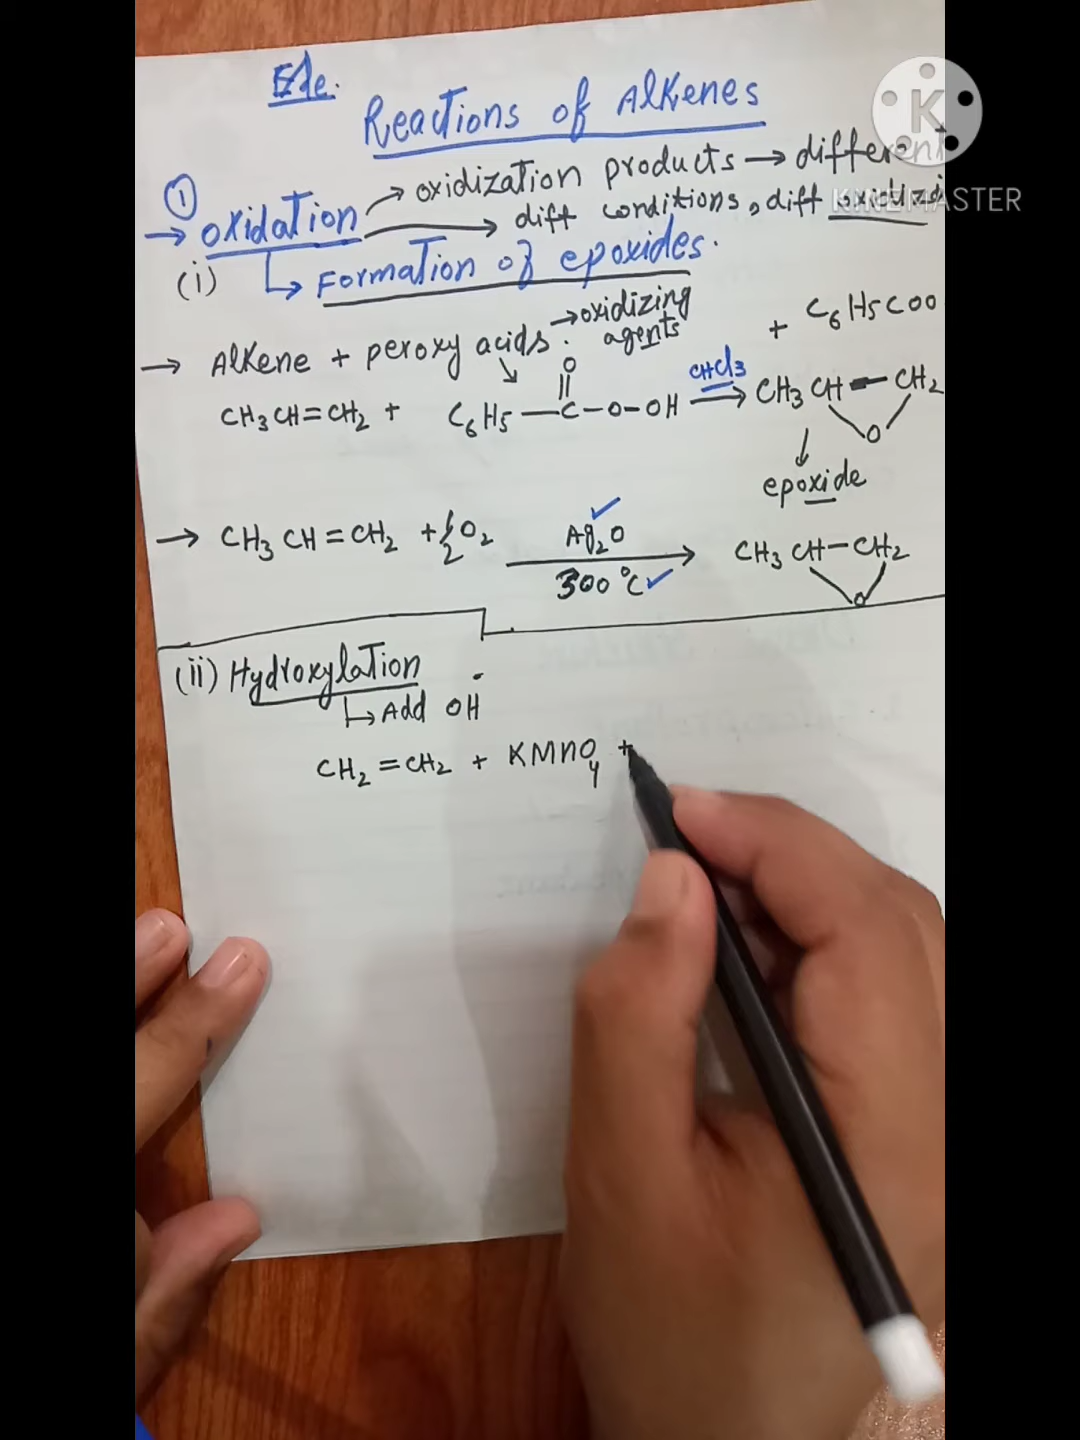 Ede.
Reactions of Alkenes
① → oxidation → oxidization products → different
→ diff conditions, diff oxidizi
(i) ↳ Formation of epoxides.
→ Alkene + peroxy acids. → oxidizing agents
+ C6H5COO
CH3CH=CH2 + C6H5—C(=O)—O—OH CHCl3 → CH3CH—CH2
O
epoxide
→ CH3CH=CH2 + ½O2 Ag2O → CH3CH—CH2
300°C
O
(ii) Hydroxylation
↳ Add OH-
CH2=CH2 + KMnO4 +
K
KINEMASTER